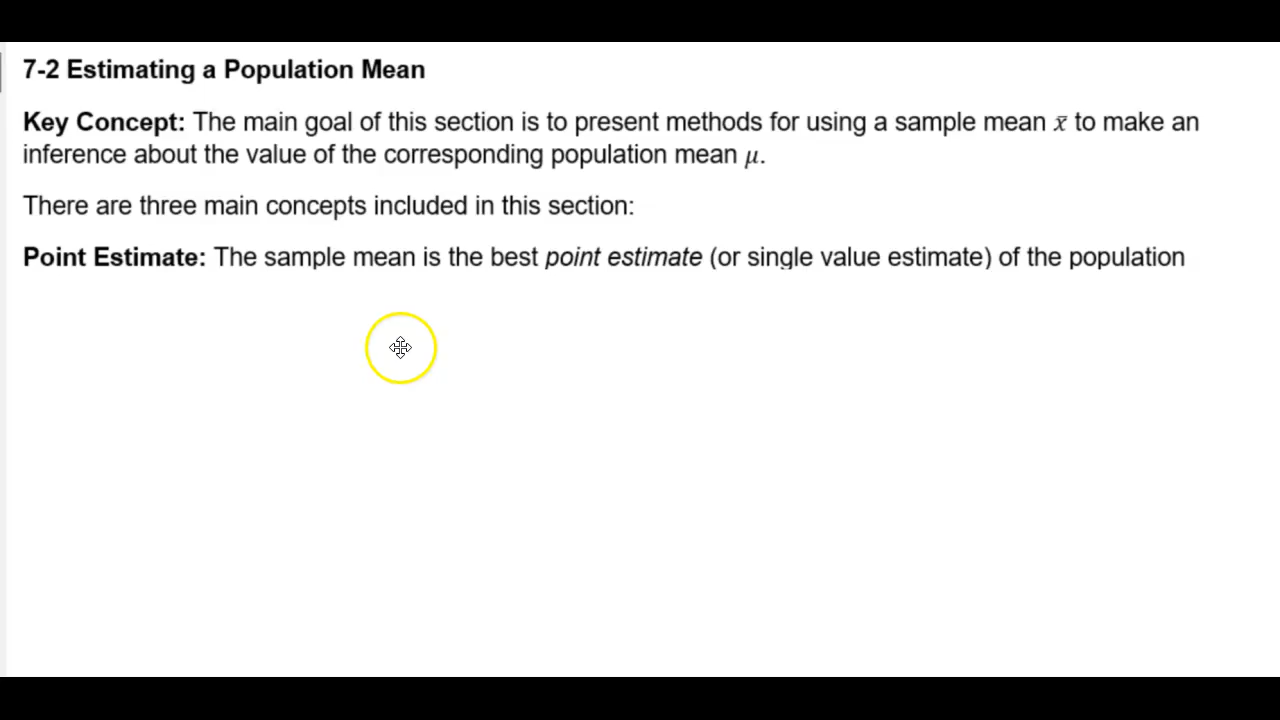 7-2 Estimating a Population Mean
Key Concept: The main goal of this section is to present methods for using a sample mean x̄ to make an
inference about the value of the corresponding population mean μ.
There are three main concepts included in this section:
Point Estimate: The sample mean is the best point estimate (or single value estimate) of the population